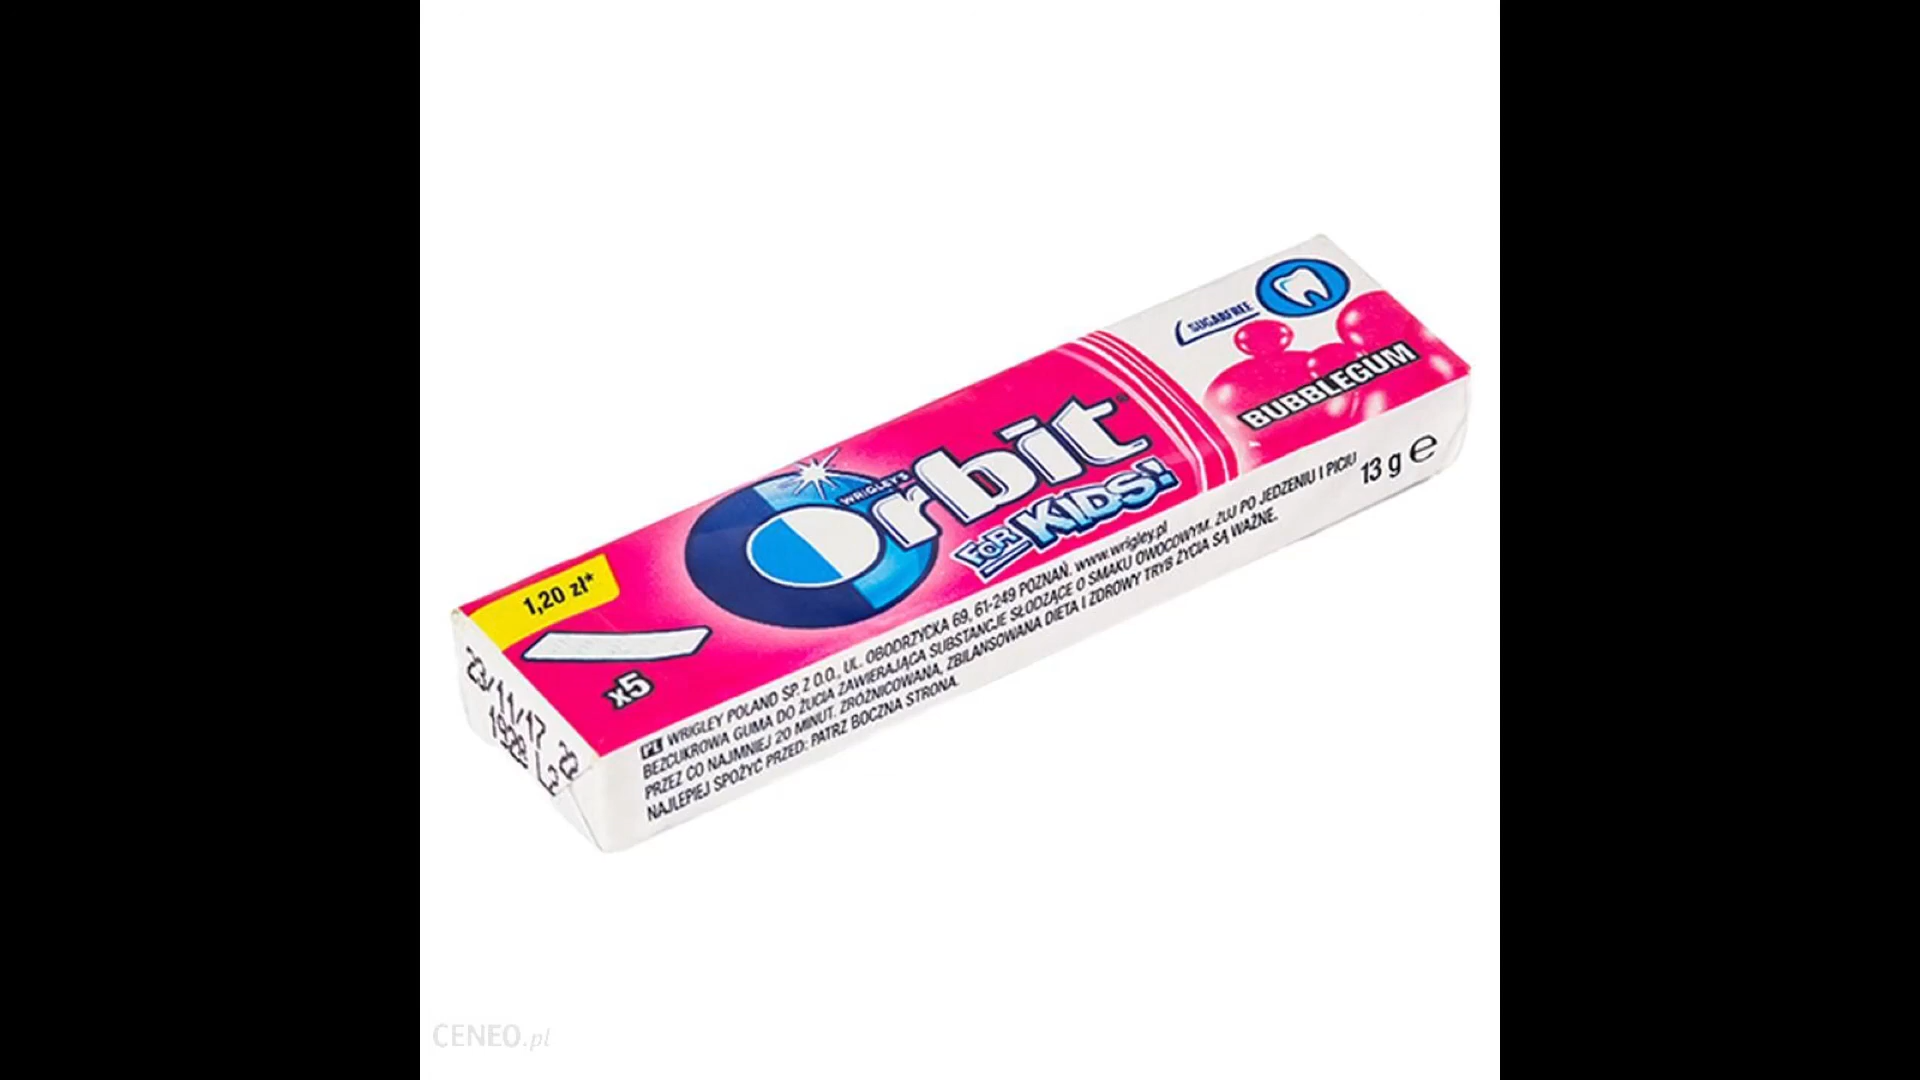 SUGARFREE
BUBBLEGUM
WRIGLEY'S
Orbit
FOR KIDS!
1,20 zł*
x5
13 g e
PL WRIGLEY POLAND SP. Z O.O., UL. OBODRZYCKA 69, 61-249 POZNAŃ. www.wrigley.pl
BEZCUKROWA GUMA DO ŻUCIA ZAWIERAJĄCA SUBSTANCJE SŁODZĄCE O SMAKU OWOCOWYM. ŻUJ PO JEDZENIU I PICIU
PRZEZ CO NAJMNIEJ 20 MINUT. ZRÓŻNICOWANA, ZBILANSOWANA DIETA I ZDROWY TRYB ŻYCIA SĄ WAŻNE.
NAJLEPIEJ SPOŻYĆ PRZED: PATRZ BOCZNA STRONA.
23/11/17 22
1928 L2
CENEO.pl